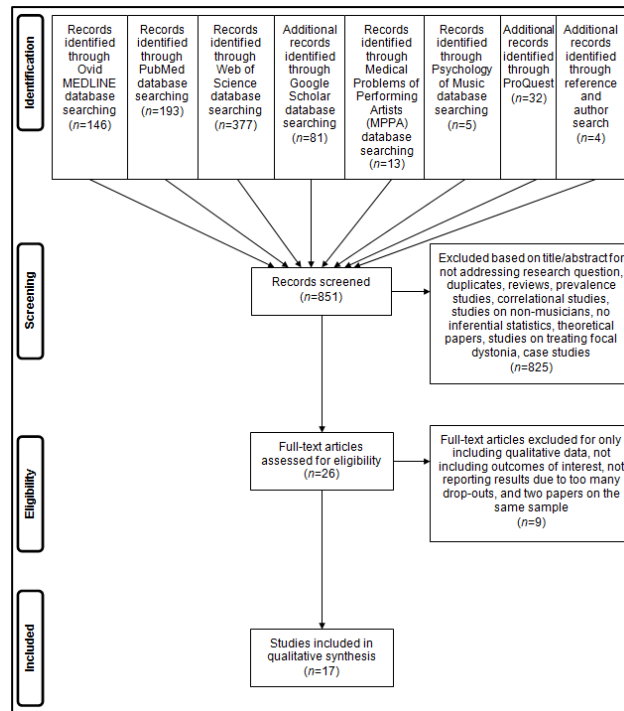 Identification
Records
identified
through
Ovid
MEDLINE
database
searching
(n=146)
Records
identified
through
PubMed
database
searching
(n=193)
Records
identified
through
Web of
Science
database
searching
(n=377)
Additional
records
identified
through
Google
Scholar
database
searching
(n=81)
Records
identified
through
Medical
Problems of
Performing
Artists
(MPPA)
database
searching
(n=13)
Records
identified
through
Psychology
of Music
database
searching
(n=5)
Additional
records
identified
through
ProQuest
(n=32)
Additional
records
identified
through
reference
and
author
search
(n=4)
Screening
Records screened
(n=851)
Excluded based on title/abstract for
not addressing research question,
duplicates, reviews, prevalence
studies, correlational studies,
studies on non-musicians, no
inferential statistics, theoretical
papers, studies on treating focal
dystonia, case studies
(n=825)
Eligibility
Full-text articles
assessed for eligibility
(n=26)
Full-text articles excluded for only
including qualitative data, not
including outcomes of interest, not
reporting results due to too many
drop-outs, and two papers on the
same sample
(n=9)
Included
Studies included in
qualitative synthesis
(n=17)